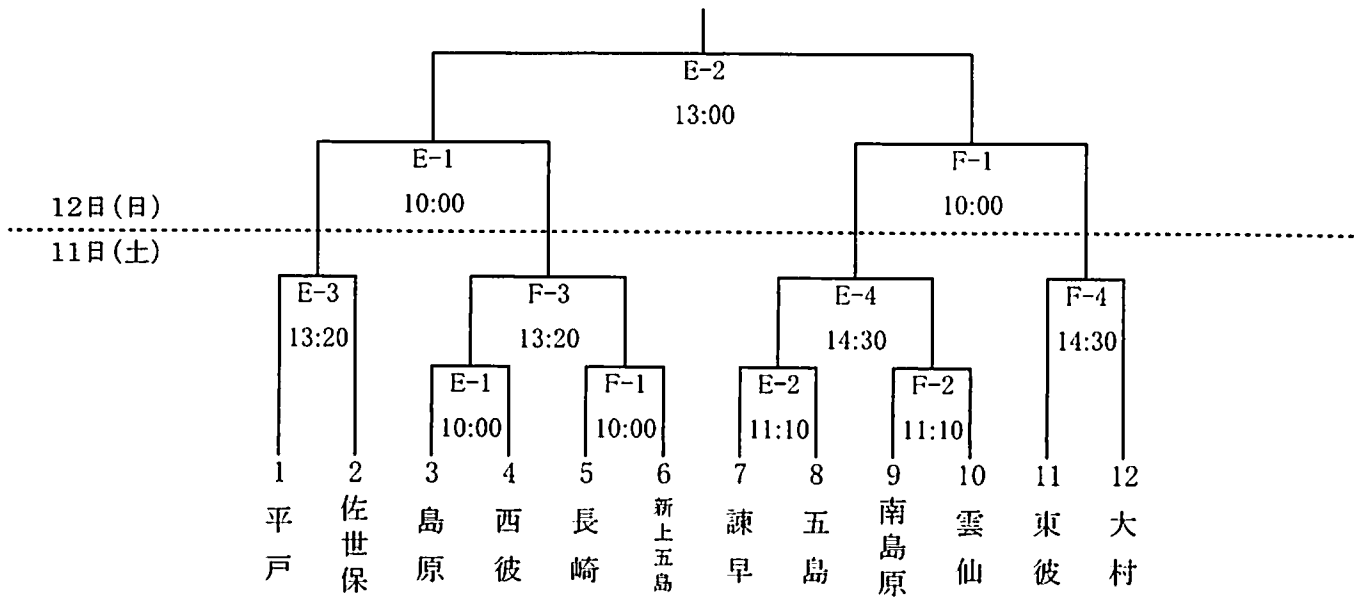 E-2
13:00
E-1
F-1
12日(日)
10:00
10:00
11日(土)
E-3
F-3
E-4
F-4
13:20
13:20
14:30
14:30
E-1
F-1
E-2
F-2
10:00
10:00
11:10
11:10
1 2 3 4 5 6 7 8 9 10 11 12
平戸
佐世保
島原
西彼
長崎
新上五島
諫早
五島
南島原
雲仙
東彼
大村